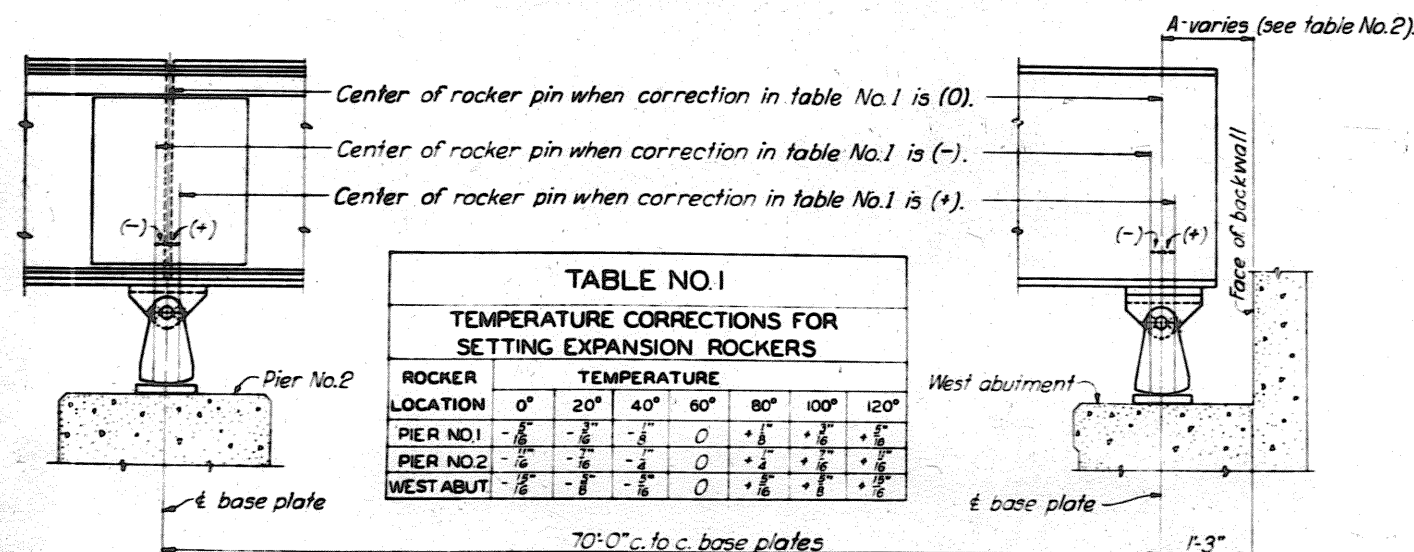 A-varies (see table No.2).
Center of rocker pin when correction in table No.1 is (0).
Center of rocker pin when correction in table No.1 is (-).
Center of rocker pin when correction in table No.1 is (+).
(-) (+)
(-) (+)
Face of backwall
TABLE NO.1
TEMPERATURE CORRECTIONS FOR
SETTING EXPANSION ROCKERS
ROCKER LOCATION TEMPERATURE
0° 20° 40° 60° 80° 100° 120°
PIER NO.1 -5/16" -3/16" -1/8" 0 +1/8" +3/16" +5/16"
PIER NO.2 -11/16" -7/16" -1/4" 0 +1/4" +7/16" +11/16"
WEST ABUT. -15/16" -5/8" -5/16" 0 +5/16" +5/8" +15/16"
Pier No.2
West abutment
℄ base plate
℄ base plate
70'-0" c. to c. base plates
1'-3"